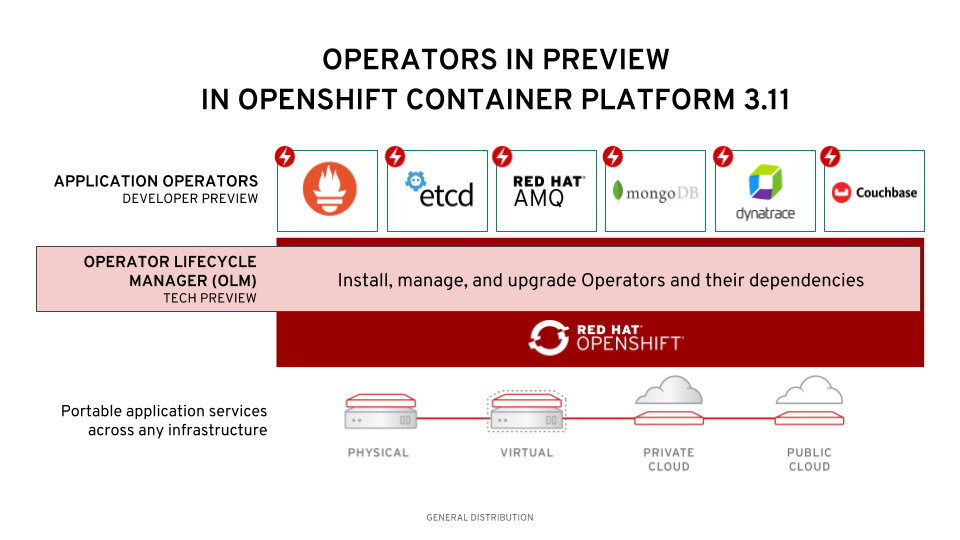 OPERATORS IN PREVIEW
IN OPENSHIFT CONTAINER PLATFORM 3.11
APPLICATION OPERATORS
DEVELOPER PREVIEW
etcd
RED HAT®
AMQ
mongoDB
dynatrace
Couchbase
OPERATOR LIFECYCLE
MANAGER (OLM)
TECH PREVIEW
Install, manage, and upgrade Operators and their dependencies
RED HAT®
OPENSHIFT®
Portable application services
across any infrastructure
PHYSICAL
VIRTUAL
PRIVATE
CLOUD
PUBLIC
CLOUD
GENERAL DISTRIBUTION